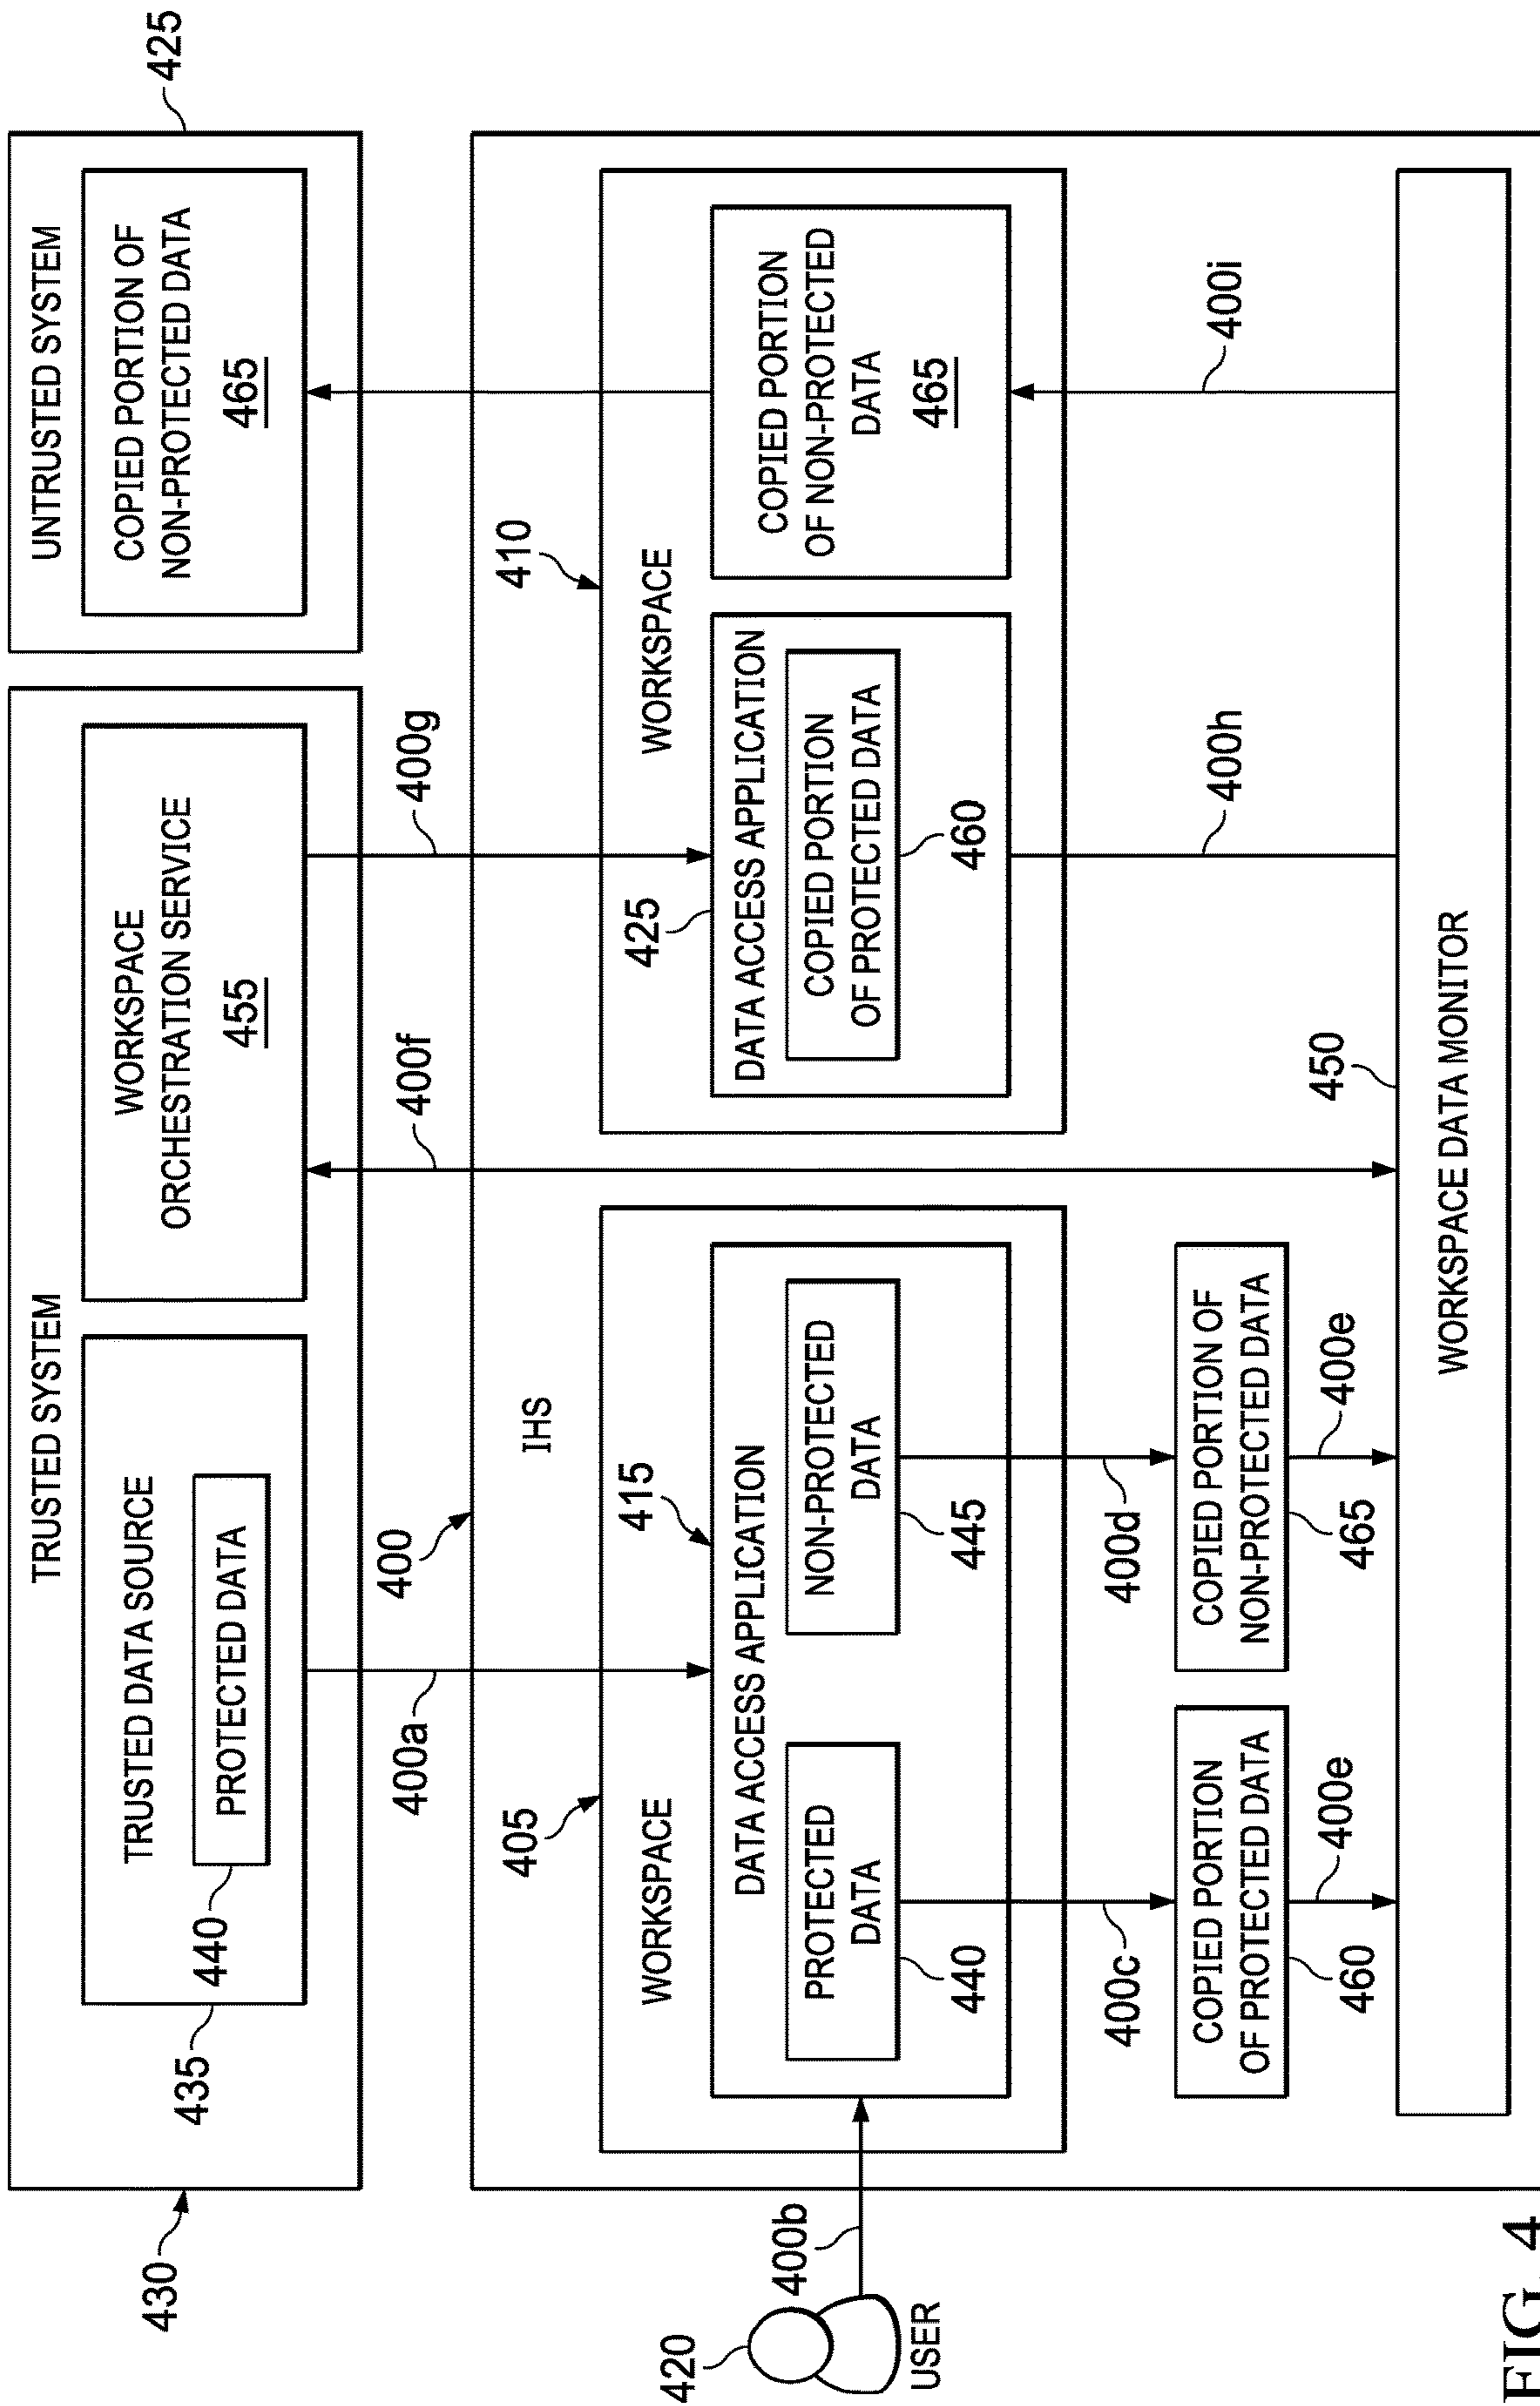 TRUSTED SYSTEM
430
435
TRUSTED DATA SOURCE
440
PROTECTED DATA
WORKSPACE
ORCHESTRATION SERVICE
455
UNTRUSTED SYSTEM
425
COPIED PORTION OF
NON-PROTECTED DATA
465
400a
400
400f
400g
IHS
405
WORKSPACE
415
DATA ACCESS APPLICATION
PROTECTED
DATA
440
NON-PROTECTED
DATA
445
420
USER
400b
410
WORKSPACE
425
DATA ACCESS APPLICATION
COPIED PORTION
OF PROTECTED DATA
460
COPIED PORTION
OF NON-PROTECTED
DATA
465
400c
400d
400h
400i
COPIED PORTION
OF PROTECTED DATA
460
400e
COPIED PORTION OF
NON-PROTECTED DATA
465
400e
450
WORKSPACE DATA MONITOR
FIG. 4